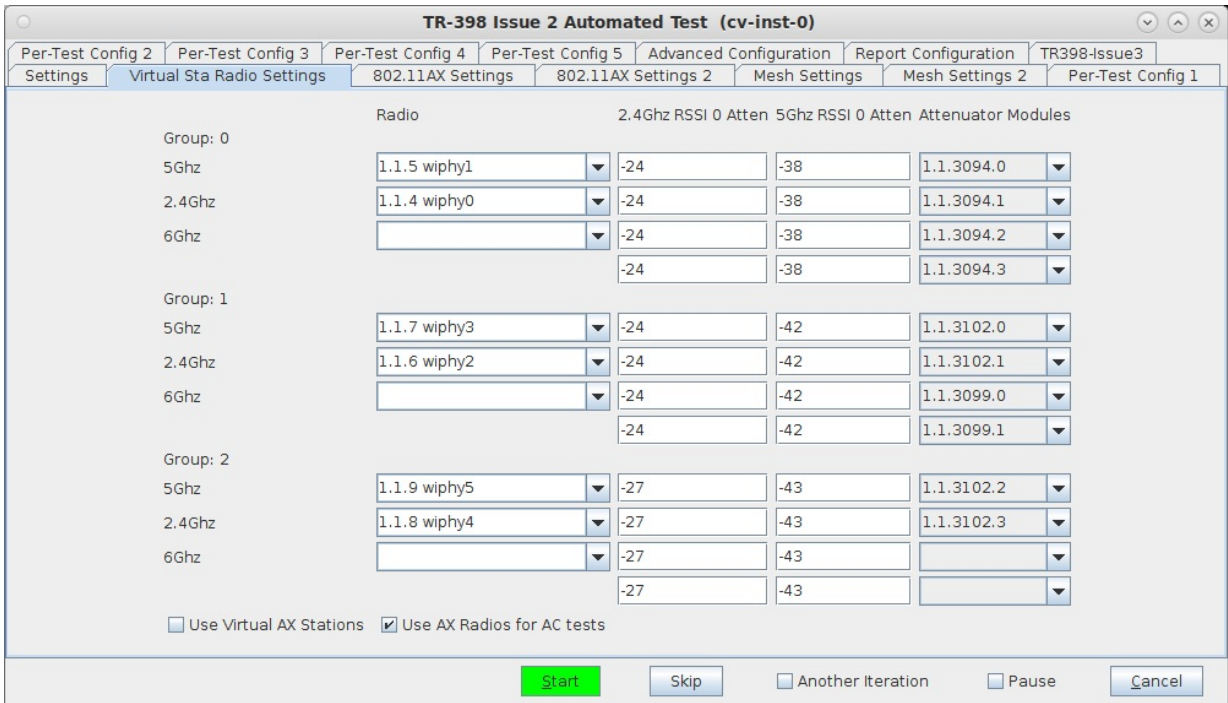 TR-398 Issue 2 Automated Test (cv-inst-0)
Per-Test Config 2 Per-Test Config 3 Per-Test Config 4 Per-Test Config 5 Advanced Configuration Report Configuration TR398-Issue3
Settings Virtual Sta Radio Settings 802.11AX Settings 802.11AX Settings 2 Mesh Settings Mesh Settings 2 Per-Test Config 1
Radio 2.4Ghz RSSI 0 Atten 5Ghz RSSI 0 Atten Attenuator Modules
Group: 0
5Ghz 1.1.5 wiphy1 -24 -38 1.1.3094.0
2.4Ghz 1.1.4 wiphy0 -24 -38 1.1.3094.1
6Ghz -24 -38 1.1.3094.2
-24 -38 1.1.3094.3
Group: 1
5Ghz 1.1.7 wiphy3 -24 -42 1.1.3102.0
2.4Ghz 1.1.6 wiphy2 -24 -42 1.1.3102.1
6Ghz -24 -42 1.1.3099.0
-24 -42 1.1.3099.1
Group: 2
5Ghz 1.1.9 wiphy5 -27 -43 1.1.3102.2
2.4Ghz 1.1.8 wiphy4 -27 -43 1.1.3102.3
6Ghz -27 -43
-27 -43
Use Virtual AX Stations Use AX Radios for AC tests
Start Skip Another Iteration Pause Cancel